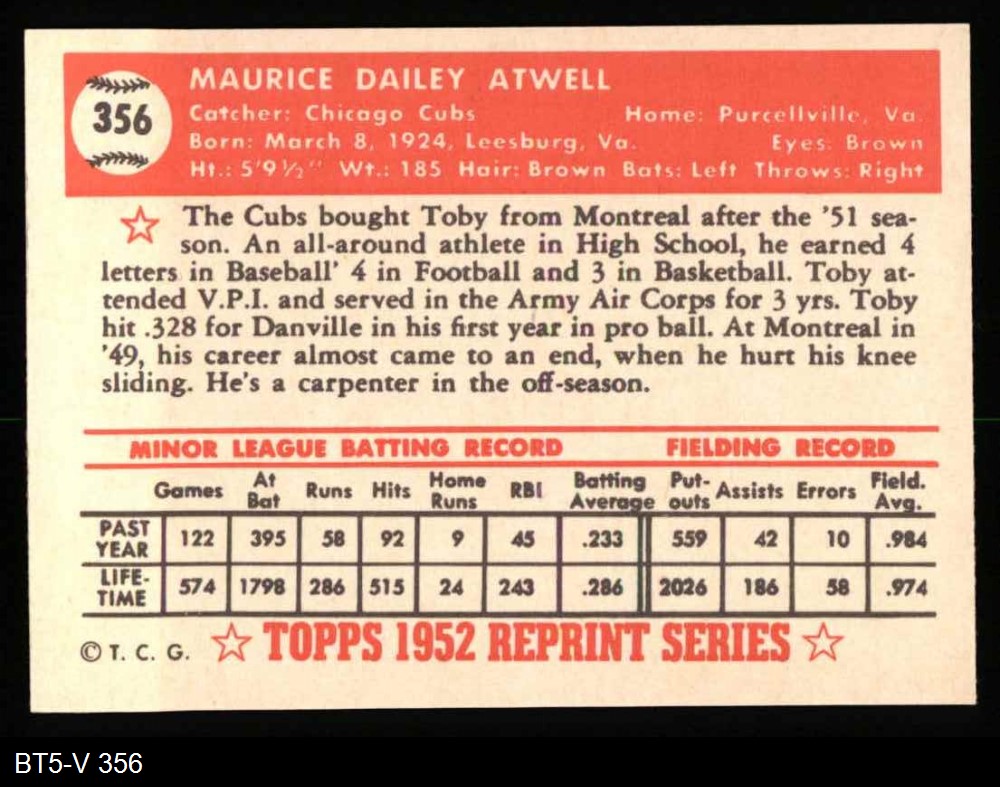 356
MAURICE DAILEY ATWELL
Catcher: Chicago Cubs Home: Purcellville, Va.
Born: March 8, 1924, Leesburg, Va. Eyes: Brown
Ht.: 5'9½" Wt.: 185 Hair: Brown Bats: Left Throws: Right
The Cubs bought Toby from Montreal after the '51 sea-
son. An all-around athlete in High School, he earned 4
letters in Baseball' 4 in Football and 3 in Basketball. Toby at-
tended V.P.I. and served in the Army Air Corps for 3 yrs. Toby
hit .328 for Danville in his first year in pro ball. At Montreal in
'49, his career almost came to an end, when he hurt his knee
sliding. He's a carpenter in the off-season.
MINOR LEAGUE BATTING RECORD FIELDING RECORD
Games At Bat Runs Hits Home Runs RBI Batting Average Put-outs Assists Errors Field. Avg.
PAST YEAR 122 395 58 92 9 45 .233 559 42 10 .984
LIFE-TIME 574 1798 286 515 24 243 .286 2026 186 58 .974
© T. C. G. ☆ TOPPS 1952 REPRINT SERIES ☆
BT5-V 356